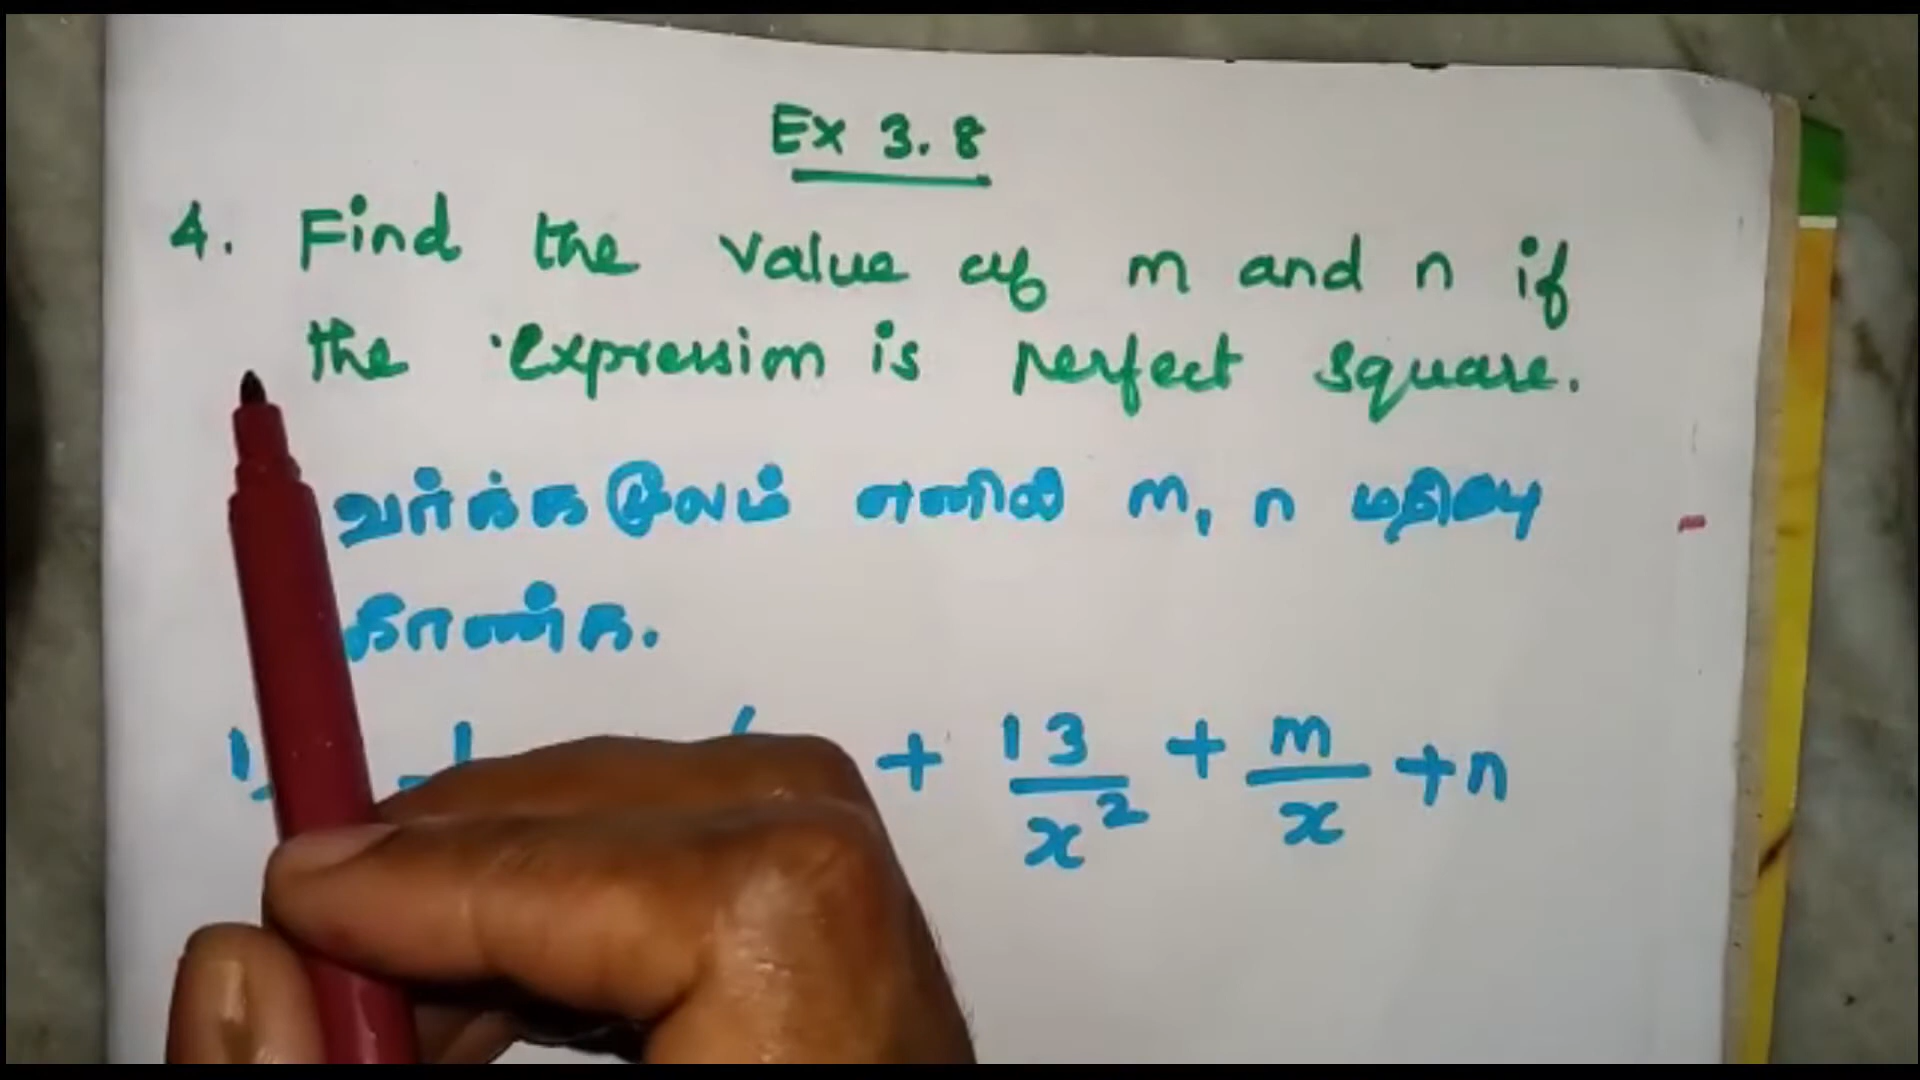 Ex 3.8
4. Find the value of m and n if
the expression is perfect square.
வர்க்கமூலம் எனில் m, n மதிப்பு
காண்க.
+ 13/x² + m/x + n